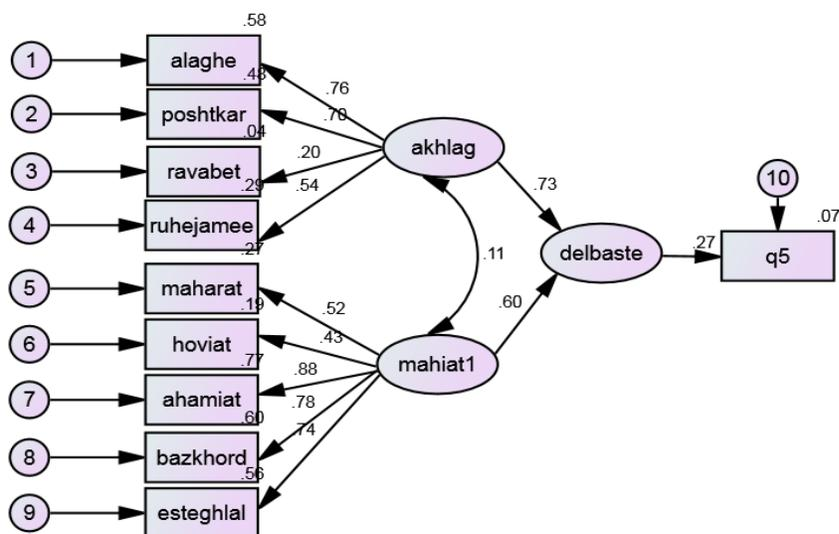 .58
1
alaghe
.48
.76
2
poshtkar
.70
.04
akhlag
3
ravabet
.20
.29
.54
.73
10
4
ruhejamee
.27
.07
delbaste
.27
q5
.11
5
maharat
.19
.52
.60
6
hoviat
.43
.77
mahiat1
7
ahamiat
.88
.60
.78
8
bazkhord
.74
.56
9
esteghlal